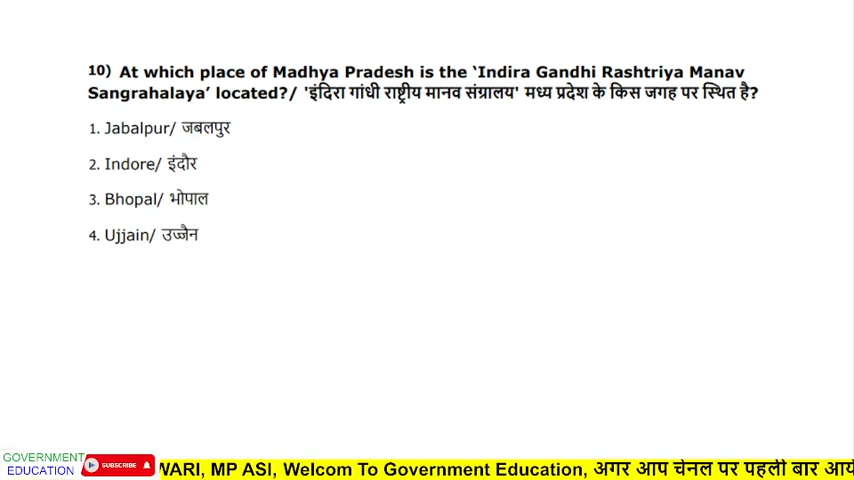 10) At which place of Madhya Pradesh is the ‘Indira Gandhi Rashtriya Manav
Sangrahalaya’ located?/ 'इंदिरा गांधी राष्ट्रीय मानव संग्रालय' मध्य प्रदेश के किस जगह पर स्थित है?
1. Jabalpur/ जबलपुर
2. Indore/ इंदौर
3. Bhopal/ भोपाल
4. Ujjain/ उज्जैन
GOVERNMENT
EDUCATION
SUBSCRIBE
WARI, MP ASI, Welcom To Government Education, अगर आप चेनल पर पहली बार आये